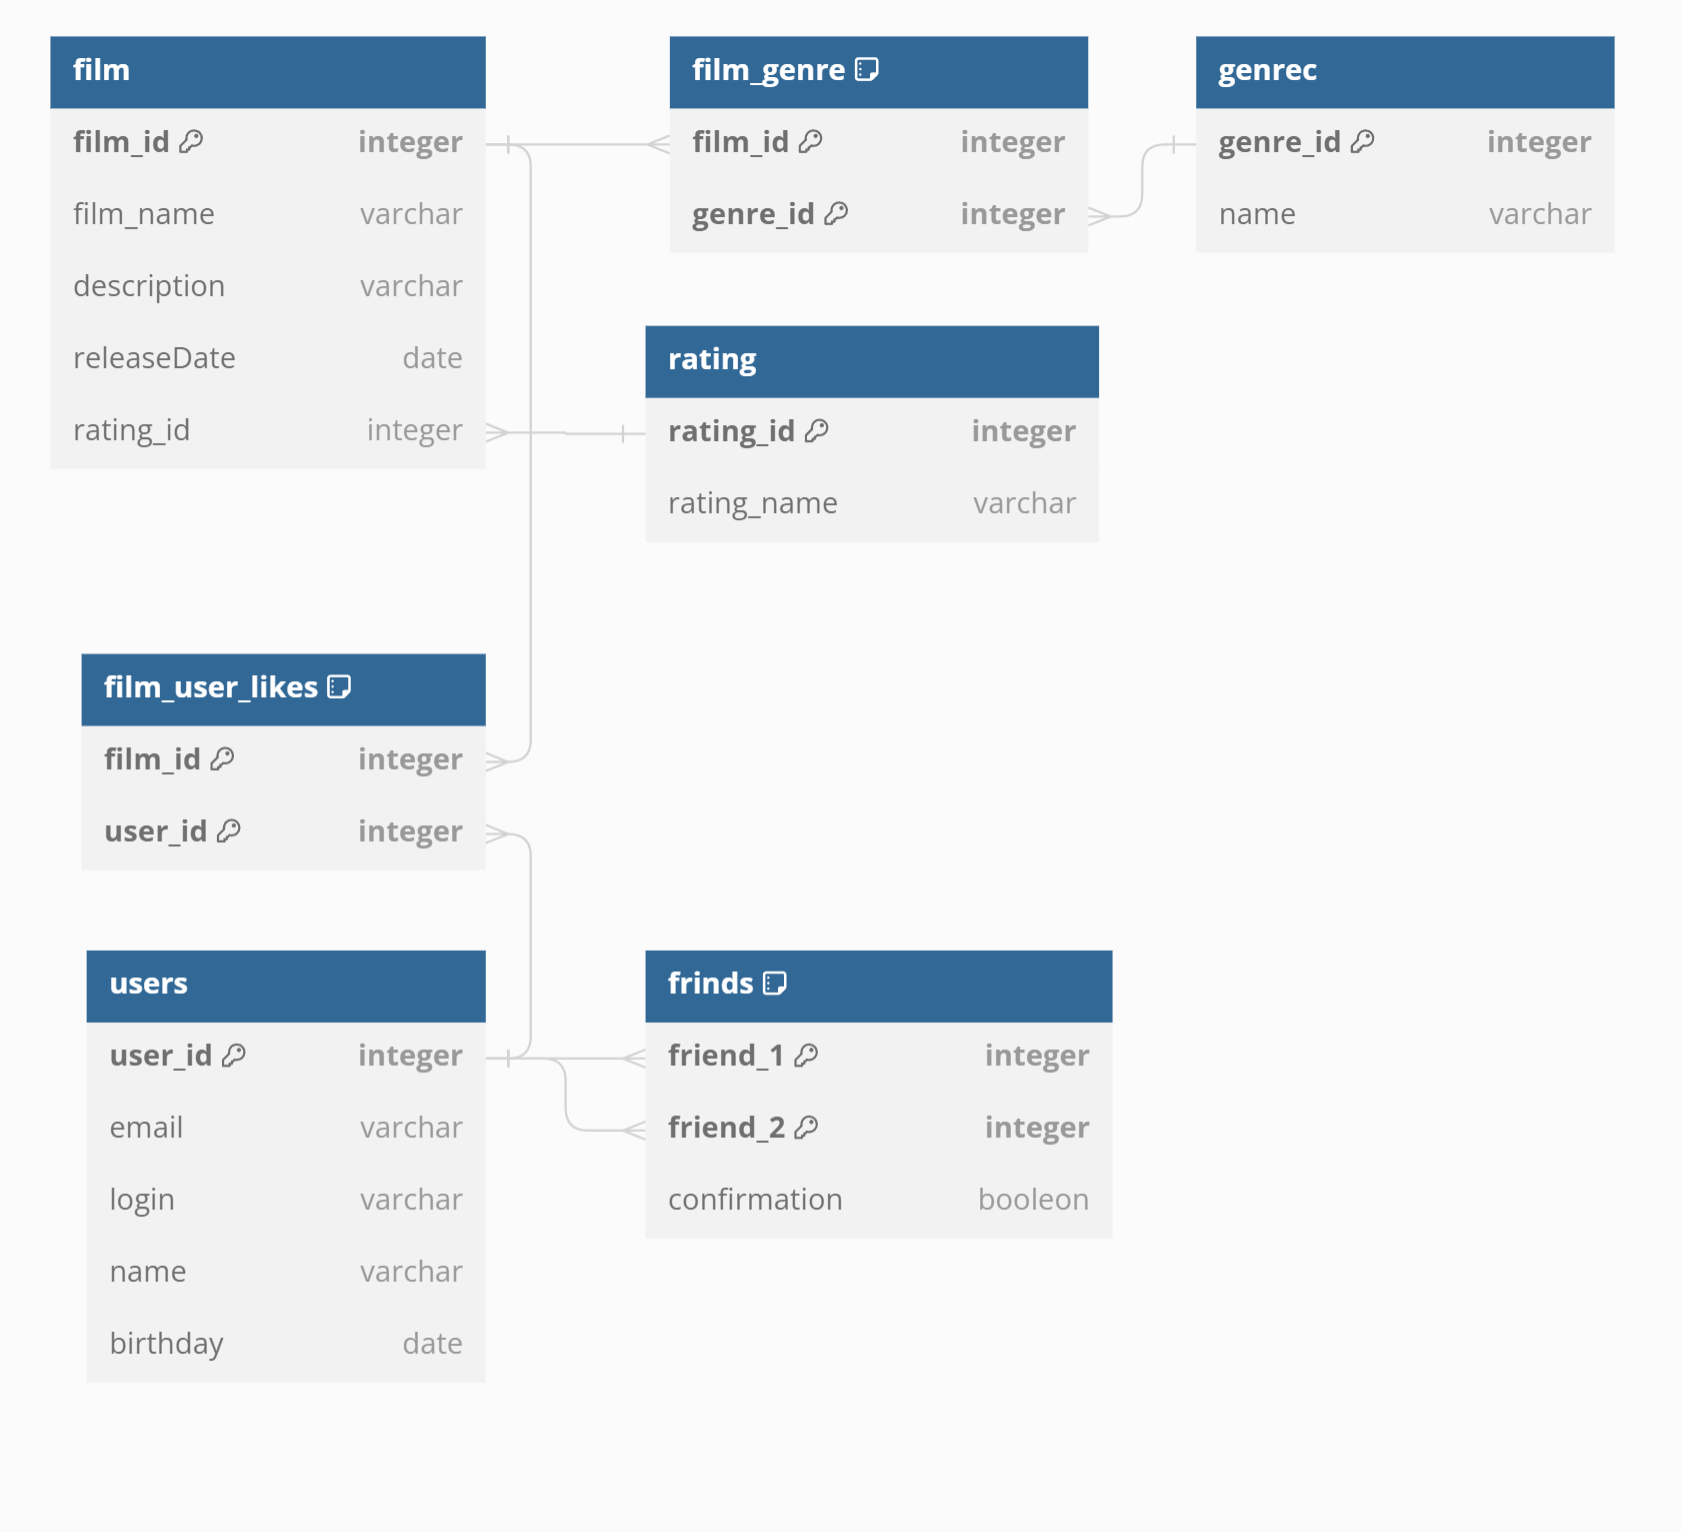 film
film_id integer
film_name varchar
description varchar
releaseDate date
rating_id integer
film_genre
film_id integer
genre_id integer
genrec
genre_id integer
name varchar
rating
rating_id integer
rating_name varchar
film_user_likes
film_id integer
user_id integer
users
user_id integer
email varchar
login varchar
name varchar
birthday date
frinds
friend_1 integer
friend_2 integer
confirmation booleon